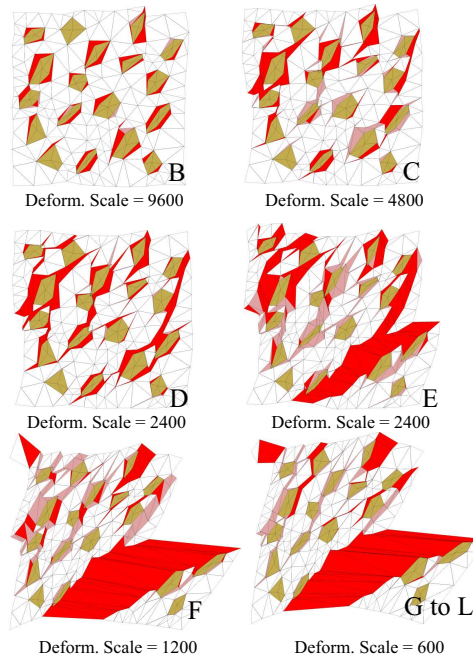 B
C
Deform. Scale = 9600
Deform. Scale = 4800
D
E
Deform. Scale = 2400
Deform. Scale = 2400
F
G to L
Deform. Scale = 1200
Deform. Scale = 600